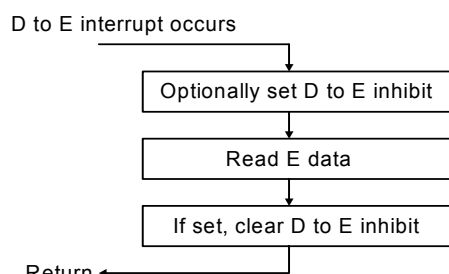 D to E interrupt occurs
Optionally set D to E inhibit
Read E data
If set, clear D to E inhibit
Return